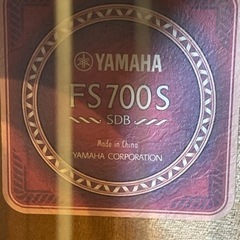 YAMAHA
FS700S
SDB
Made in China
YAMAHA CORPORATION